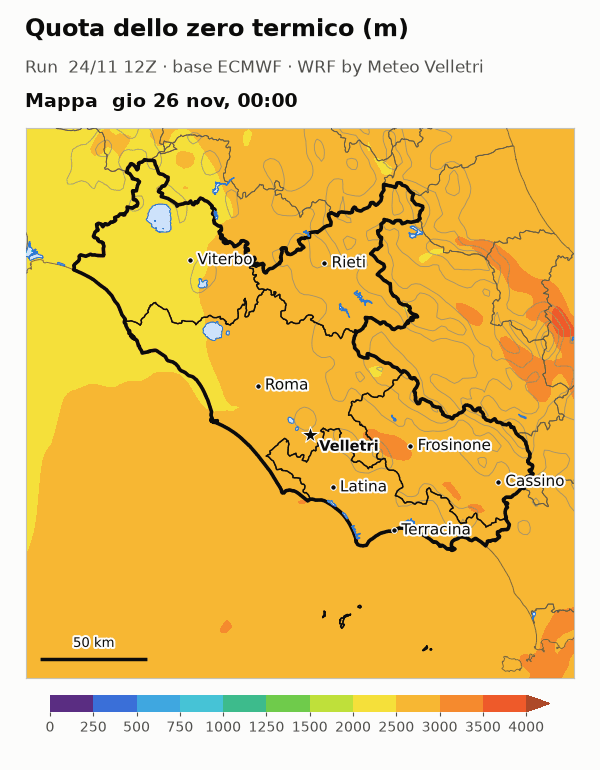 Quota dello zero termico (m)
Run  24/11 12Z · base ECMWF · WRF by Meteo Velletri
Mappa  gio 26 nov, 00:00
Viterbo
Rieti
Roma
Velletri
Frosinone
Cassino
Latina
Terracina
50 km
0 250 500 750 1000 1250 1500 2000 2500 3000 3500 4000